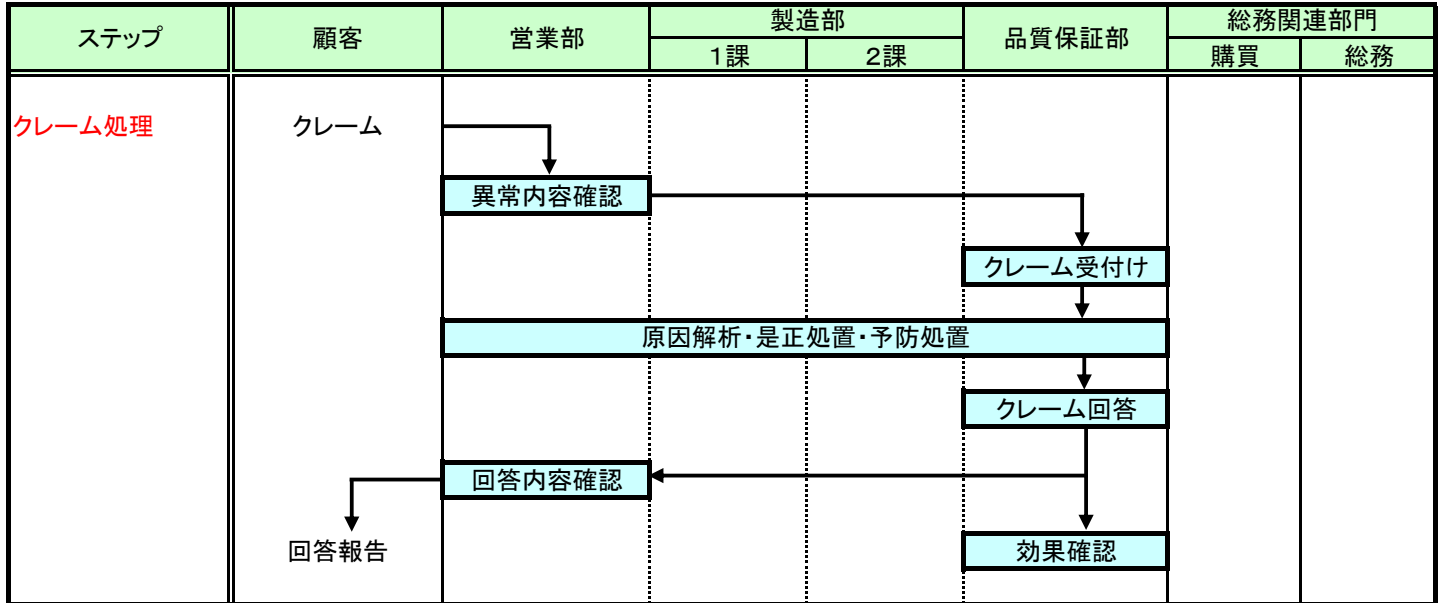 ステップ
顧客
営業部
製造部
1課
2課
品質保証部
総務関連部門
購買
総務
クレーム処理
クレーム
異常内容確認
クレーム受付け
原因解析・是正処置・予防処置
クレーム回答
回答内容確認
回答報告
効果確認